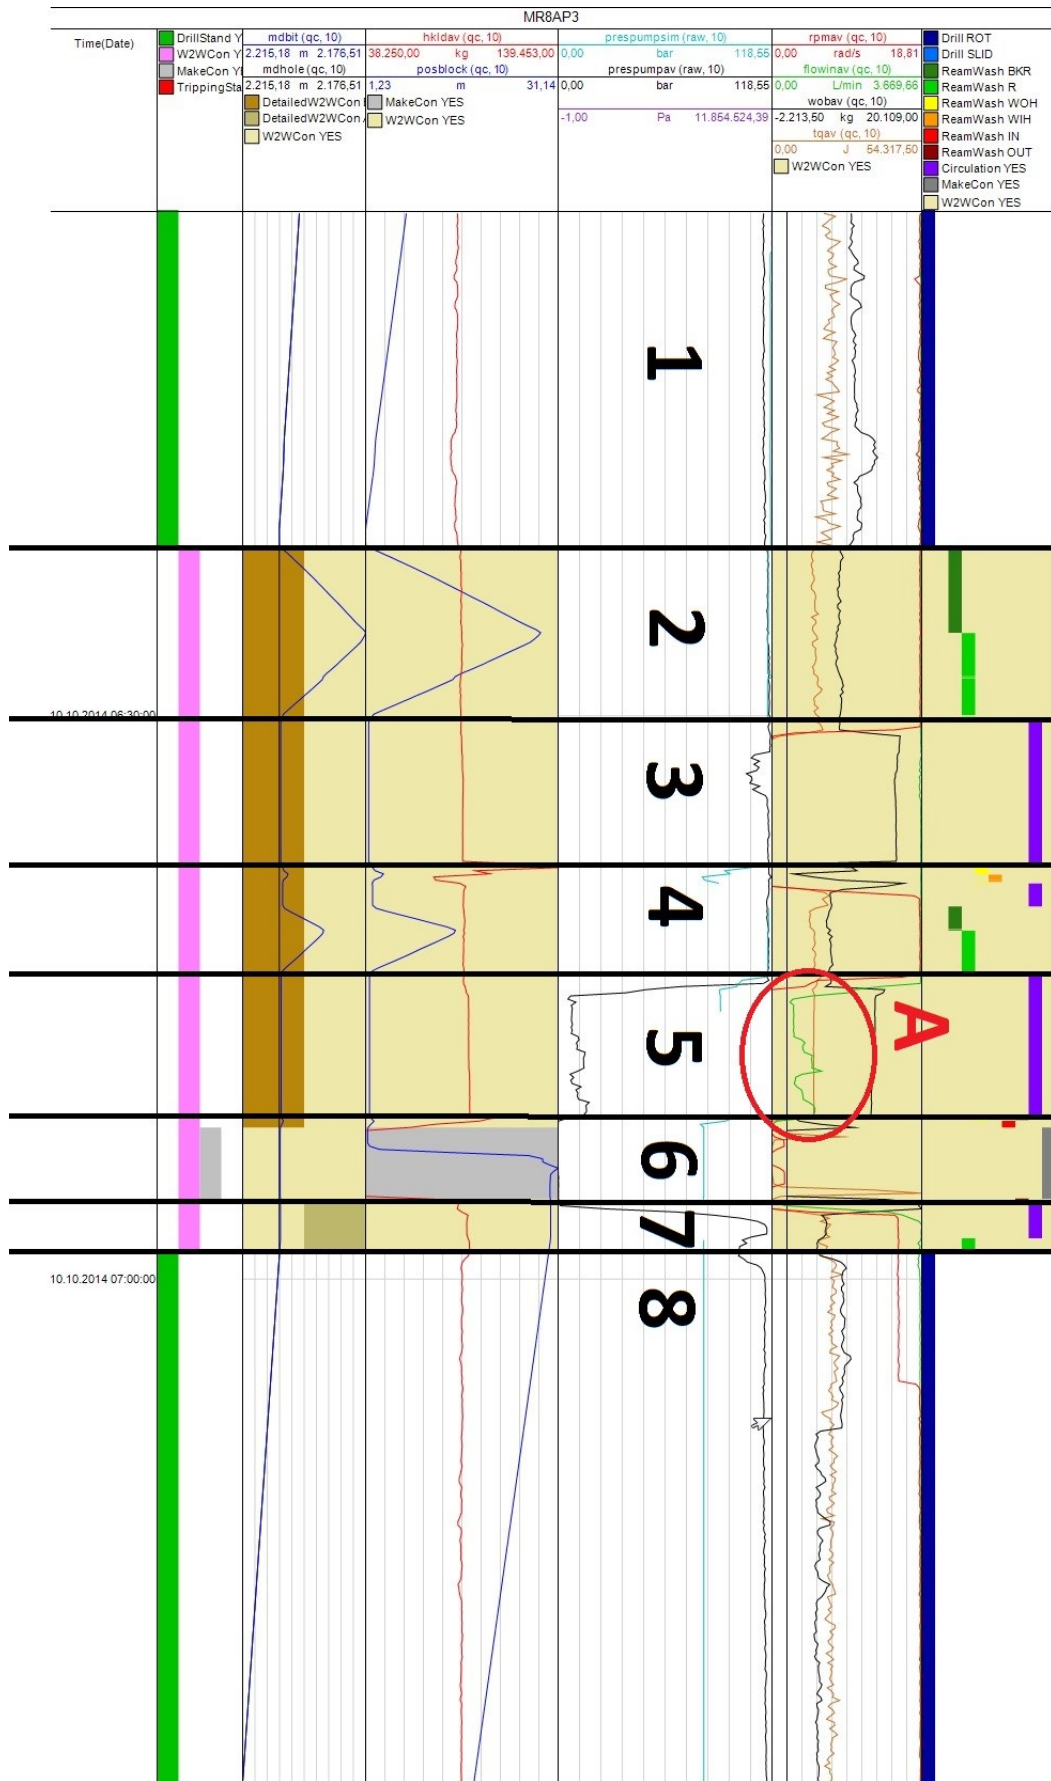 MR8AP3
Time(Date)
DrillStand Y
W2WCon Y
MakeCon Y
TrippingSta
mdbit (qc, 10)
2.215,18 m 2.176,51
mdhole (qc, 10)
2.215,18 m 2.176,51
DetailedW2WCon
DetailedW2WCon
W2WCon YES
hkldav (qc, 10)
38.250,00 kg 139.453,00
posblock (qc, 10)
1,23 m 31,14
MakeCon YES
W2WCon YES
prespumpsim (raw, 10)
0,00 bar 118,55
prespumpav (raw, 10)
0,00 bar 118,55
-1,00 Pa 11.854.524,39
rpmav (qc, 10)
0,00 rad/s 18,81
flowinav (qc, 10)
0,00 L/min 3.669,66
wobav (qc, 10)
-2.213,50 kg 20.109,00
tqav (qc, 10)
0,00 J 54.317,50
W2WCon YES
Drill ROT
Drill SLID
ReamWash BKR
ReamWash R
ReamWash WOH
ReamWash WIH
ReamWash IN
ReamWash OUT
Circulation YES
MakeCon YES
W2WCon YES
1
2
10.10.2014 06:30:00
3
4
A
5
6
7
10.10.2014 07:00:00
8